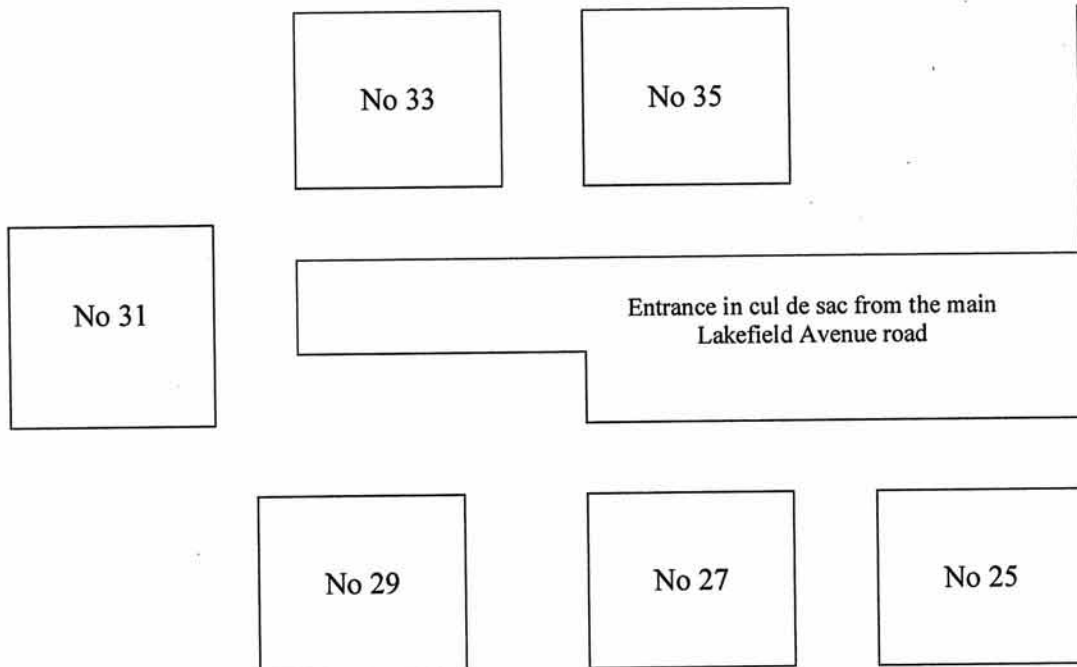 No 33
No 35
No 31
Entrance in cul de sac from the main
Lakefield Avenue road
No 29
No 27
No 25